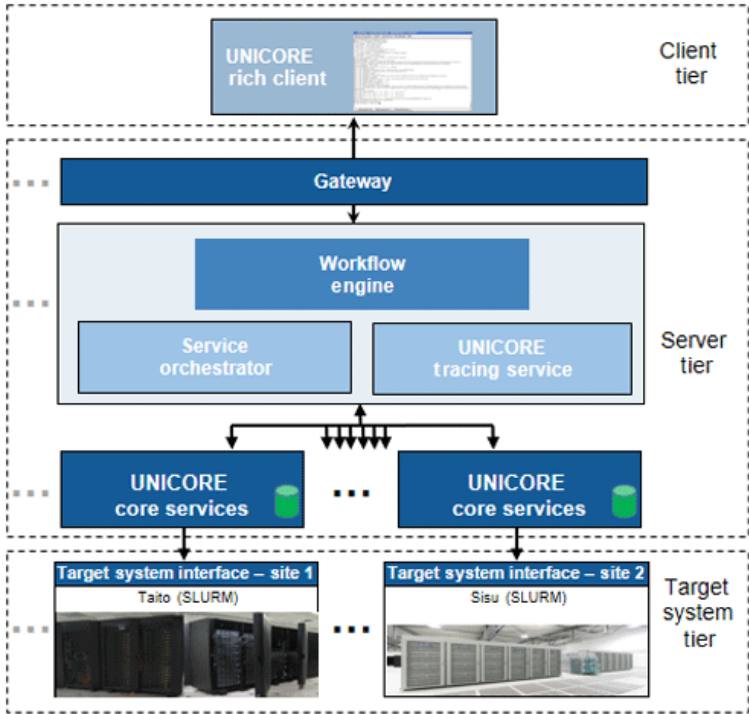 UNICORE
rich client
Client
tier
Gateway
Workflow
engine
Service
orchestrator
UNICORE
tracing service
Server
tier
UNICORE
core services
UNICORE
core services
Target system interface – site 1
Taito (SLURM)
Target system interface – site 2
Sisu (SLURM)
Target
system
tier